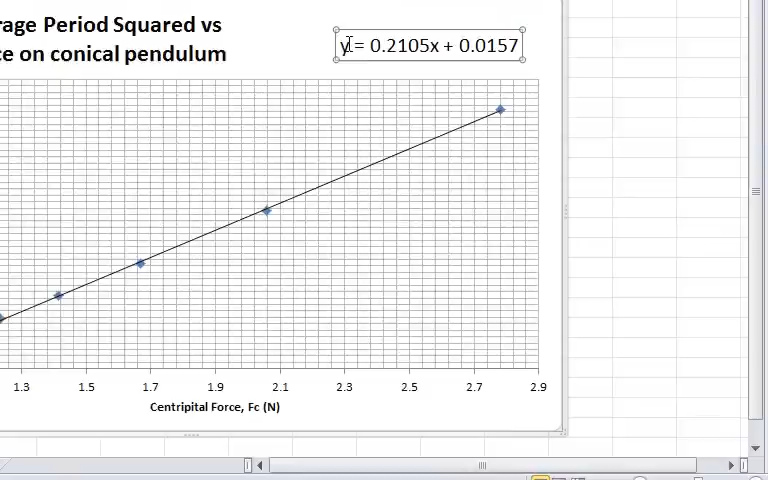 rage Period Squared vs
ce on conical pendulum
y = 0.2105x + 0.0157
1.3 1.5 1.7 1.9 2.1 2.3 2.5 2.7 2.9
Centripital Force, Fc (N)